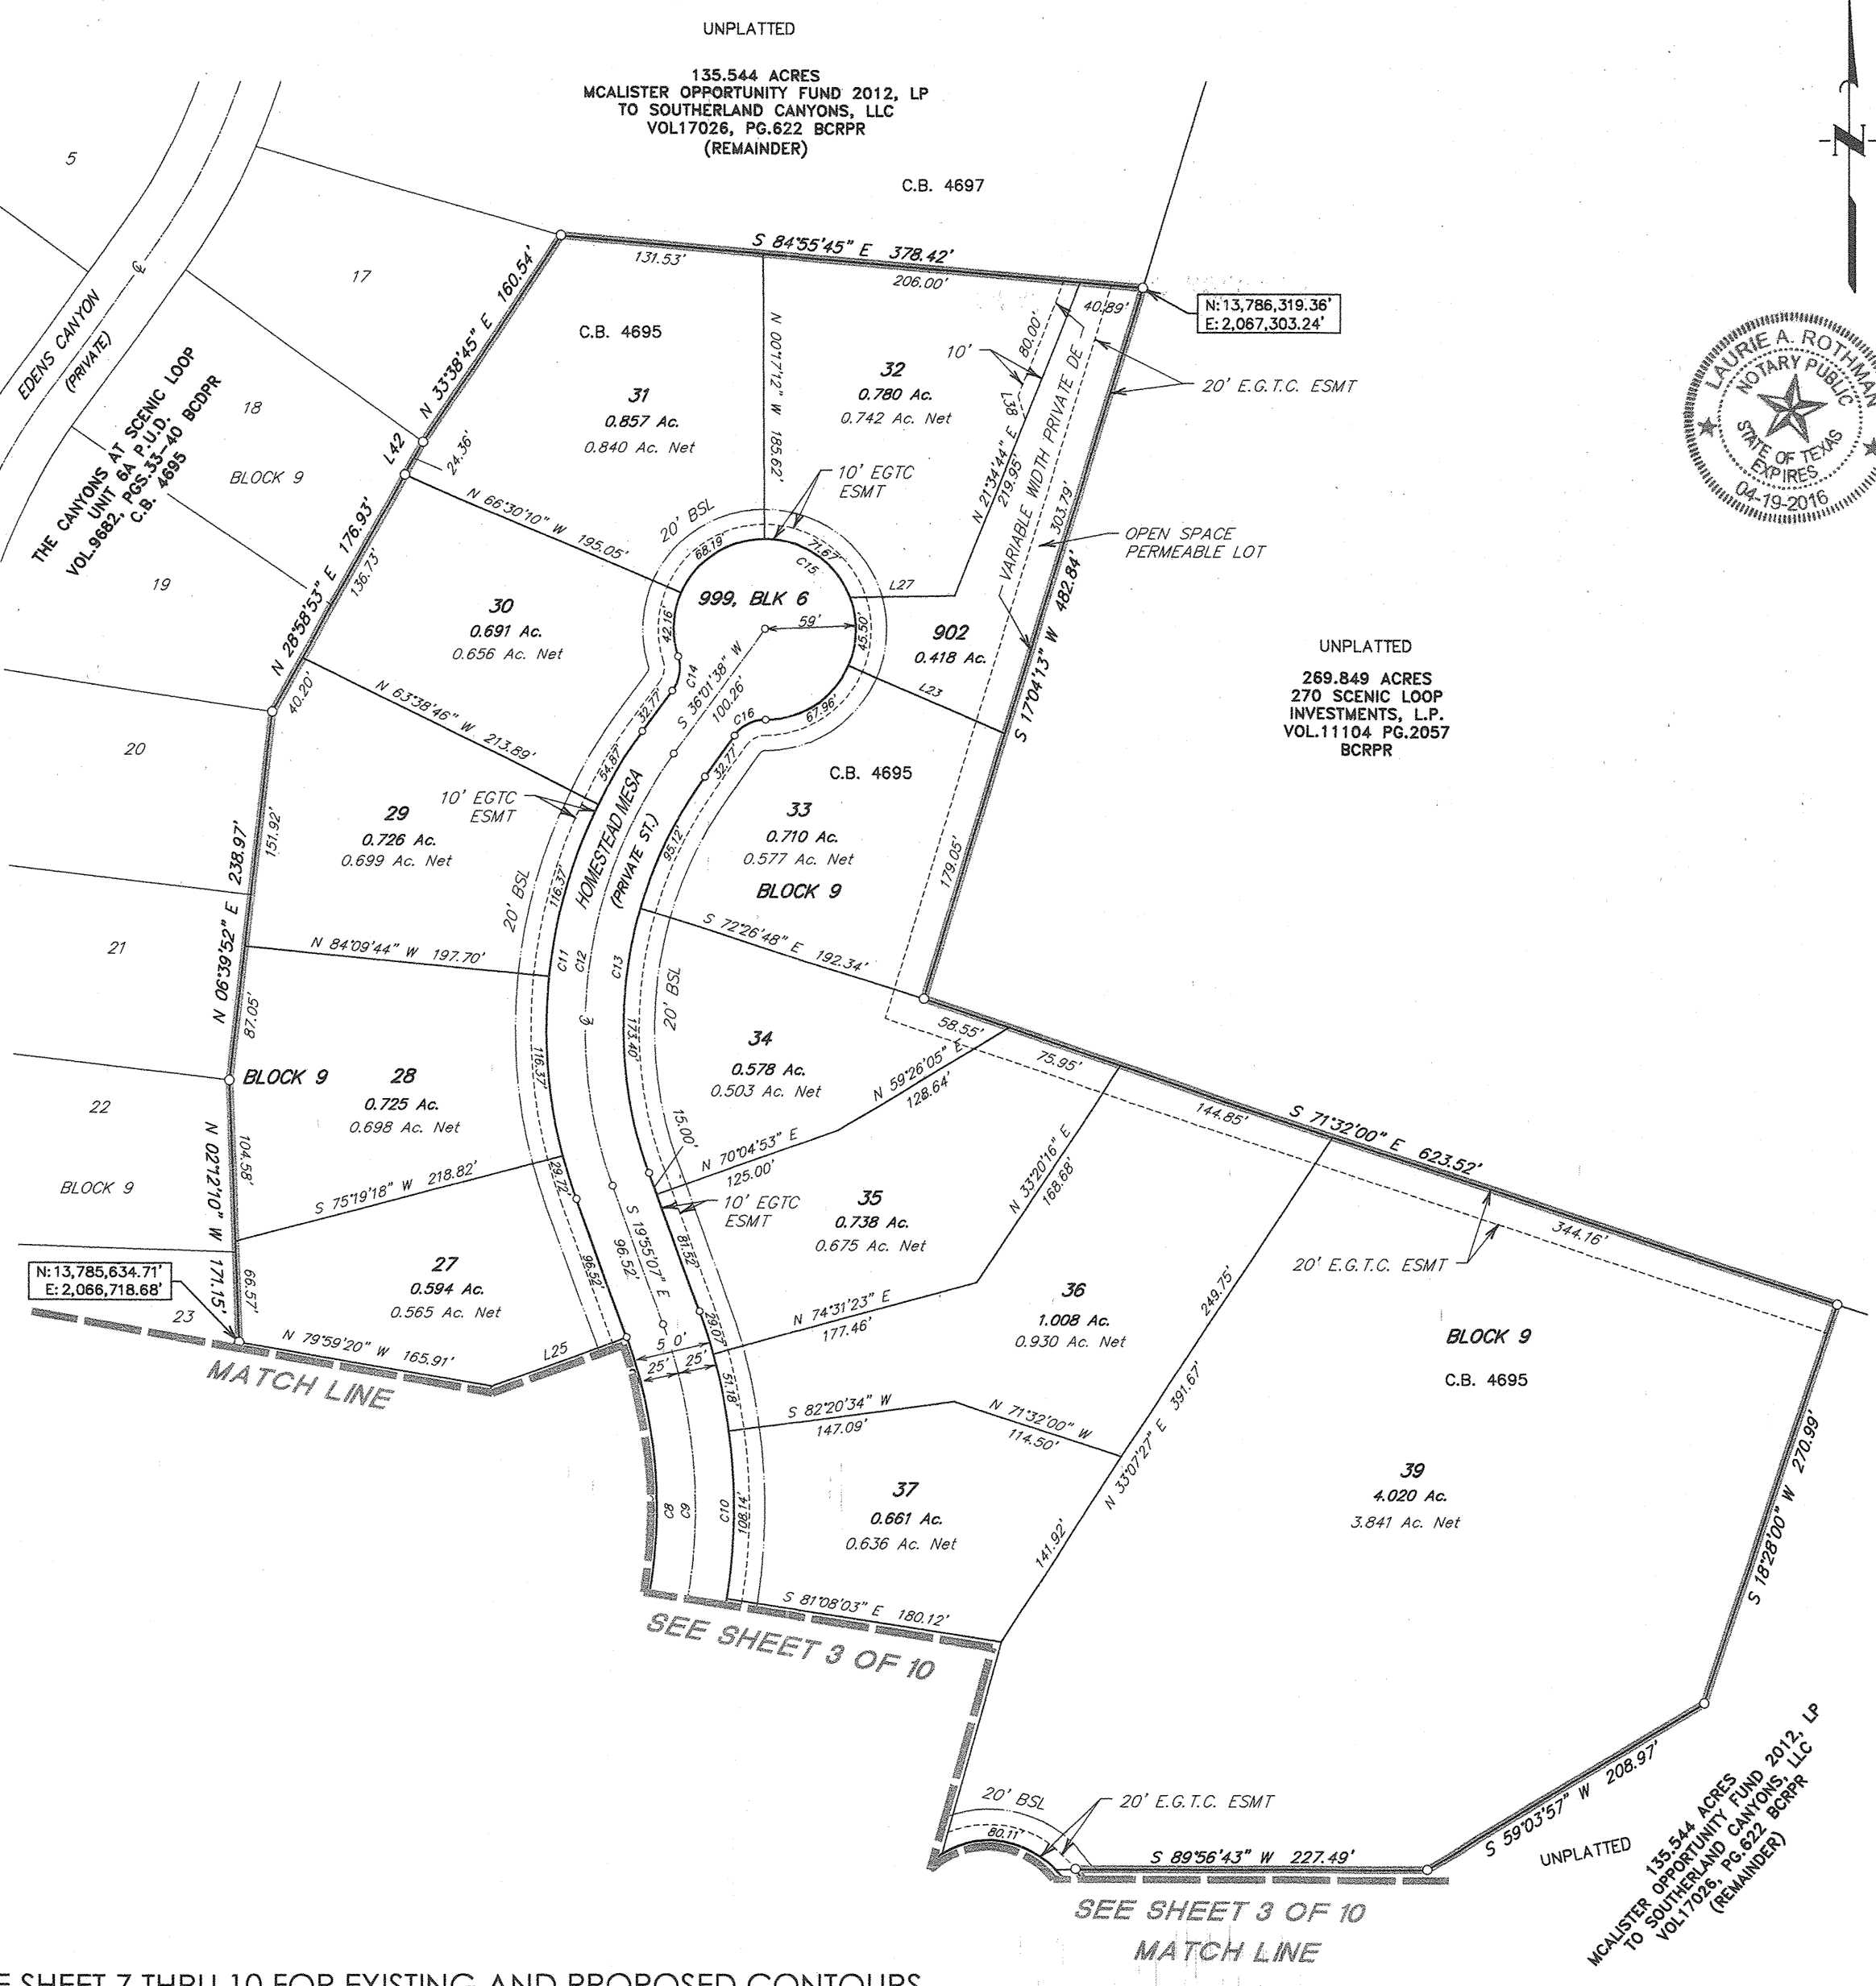 UNPLATTED
135.544 ACRES
MCALISTER OPPORTUNITY FUND 2012, LP
TO SOUTHERLAND CANYONS, LLC
VOL17026, PG.622 BCRPR
(REMAINDER)
C.B. 4697
N
5
17
18
BLOCK 9
19
20
21
22
BLOCK 9
23
EDENS CANYON
(PRIVATE)
THE CANYONS AT SCENIC LOOP
UNIT 6A P.U.D.
VOL.9682, PGS.33-40 BCDPR
C.B. 4695
S 84°55'45" E 378.42'
131.53'
206.00'
40.89'
N:13,786,319.36'
E: 2,067,303.24'
LAURIE A. ROTHMAN
NOTARY PUBLIC
STATE OF TEXAS
EXPIRES
04-19-2016
N 33°38'45" E 160.54'
L42
24.36'
N 28°58'53" E 176.93'
136.73'
40.20'
C.B. 4695
31
0.857 Ac.
0.840 Ac. Net
N 00°17'12" W 185.62'
32
0.780 Ac.
0.742 Ac. Net
10'
80.00'
L38
N 21°34'44" E
219.95'
VARIABLE WIDTH PRIVATE DE
303.79'
20' E.G.T.C. ESMT
OPEN SPACE
PERMEABLE LOT
S 17°04'13" W 482.84'
10' EGTC
ESMT
20' BSL
N 66°30'10" W 195.05'
68.19'
71.67'
C15
L27
999, BLK 6
59'
45.50'
42.16'
902
0.418 Ac.
L23
30
0.691 Ac.
0.656 Ac. Net
C14
32.77'
S 36°01'38" W
100.26'
C16
67.96'
32.77'
N 63°38'46" W 213.89'
54.87'
HOMESTEAD MESA
(PRIVATE ST.)
95.12'
10' EGTC
ESMT
C.B. 4695
33
0.710 Ac.
0.577 Ac. Net
BLOCK 9
179.05'
UNPLATTED
269.849 ACRES
270 SCENIC LOOP
INVESTMENTS, L.P.
VOL.11104 PG.2057
BCRPR
29
0.726 Ac.
0.699 Ac. Net
20' BSL
116.37'
N 06°39'52" E 238.97'
151.92'
87.05'
N 84°09'44" W 197.70'
C11
C12
C13
20' BSL
S 72°26'48" E 192.34'
BLOCK 9
28
0.725 Ac.
0.698 Ac. Net
116.37'
173.40'
34
0.578 Ac.
0.503 Ac. Net
58.55'
75.95'
N 59°26'05" E
128.64'
144.85'
S 71°32'00" E 623.52'
344.16'
20' E.G.T.C. ESMT
N 02°12'10" W 171.15'
104.58'
66.57'
S 75°19'18" W 218.82'
29.72'
15.00'
N 70°04'53" E
125.00'
10' EGTC
ESMT
35
0.738 Ac.
0.675 Ac. Net
N 33°20'16" E
168.68'
S 19°55'07" E
96.52'
81.52'
96.52'
N:13,785,634.71'
E: 2,066,718.68'
27
0.594 Ac.
0.565 Ac. Net
N 79°59'20" W 165.91'
L25
MATCH LINE
29.07'
50'
25'
25'
N 74°31'23" E
177.46'
36
1.008 Ac.
0.930 Ac. Net
249.75'
N 33°07'27" E 391.67'
141.92'
51.18'
S 82°20'34" W
147.09'
N 71°32'00" W
114.50'
BLOCK 9
C.B. 4695
39
4.020 Ac.
3.841 Ac. Net
S 18°28'00" W 270.99'
C8
C9
C10
108.14'
37
0.661 Ac.
0.636 Ac. Net
S 81°08'03" E 180.12'
SEE SHEET 3 OF 10
20' BSL
20' E.G.T.C. ESMT
80.11'
S 89°56'43" W 227.49'
S 59°03'57" W 208.97'
UNPLATTED
135.544 ACRES
MCALISTER OPPORTUNITY FUND 2012, LP
TO SOUTHERLAND CANYONS, LLC
VOL17026, PG.622 BCRPR
(REMAINDER)
SEE SHEET 3 OF 10
MATCH LINE
E SHEET 7 THRU 10 FOR EXISTING AND PROPOSED CONTOURS